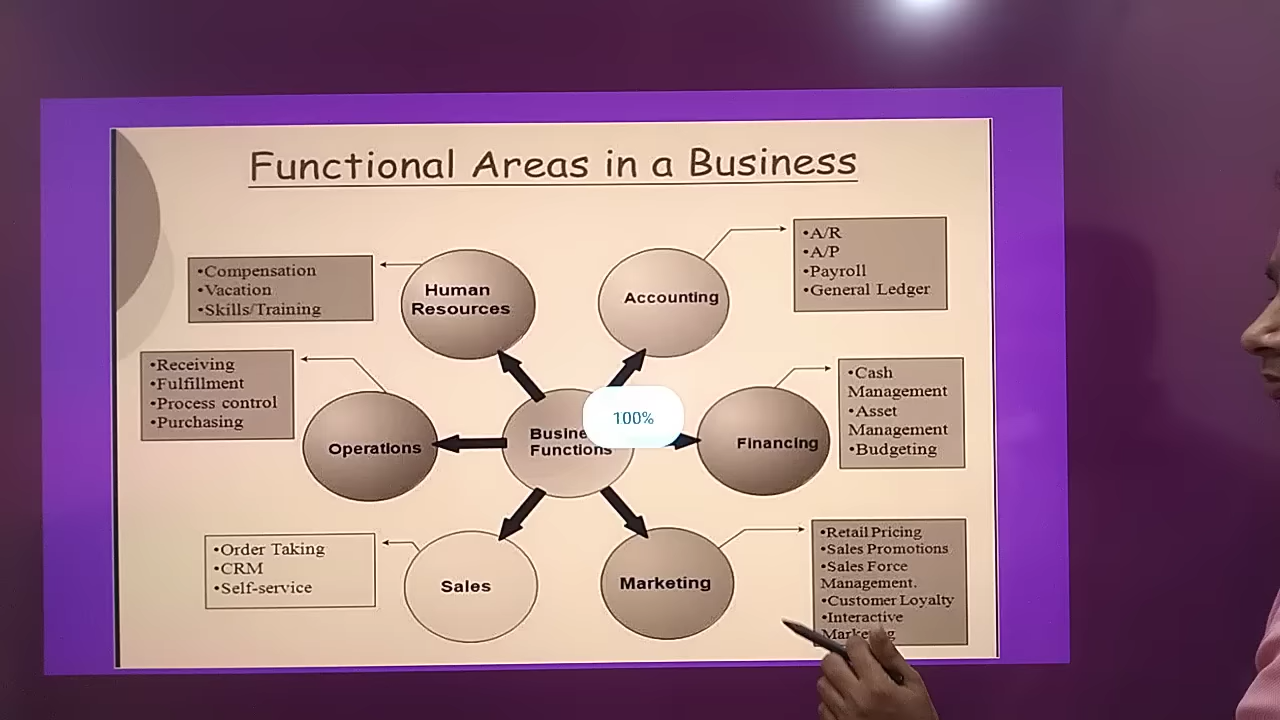 Functional Areas in a Business
•Compensation
•Vacation
•Skills/Training
Human
Resources
Accounting
•A/R
•A/P
•Payroll
•General Ledger
•Receiving
•Fulfillment
•Process control
•Purchasing
Operations
Functions
100%
Financing
•Cash
Management
•Asset
Management
•Budgeting
•Order Taking
•CRM
•Self-service
Sales
Marketing
•Retail Pricing
•Sales Promotions
•Sales Force
Management.
•Customer Loyalty
•Interactive